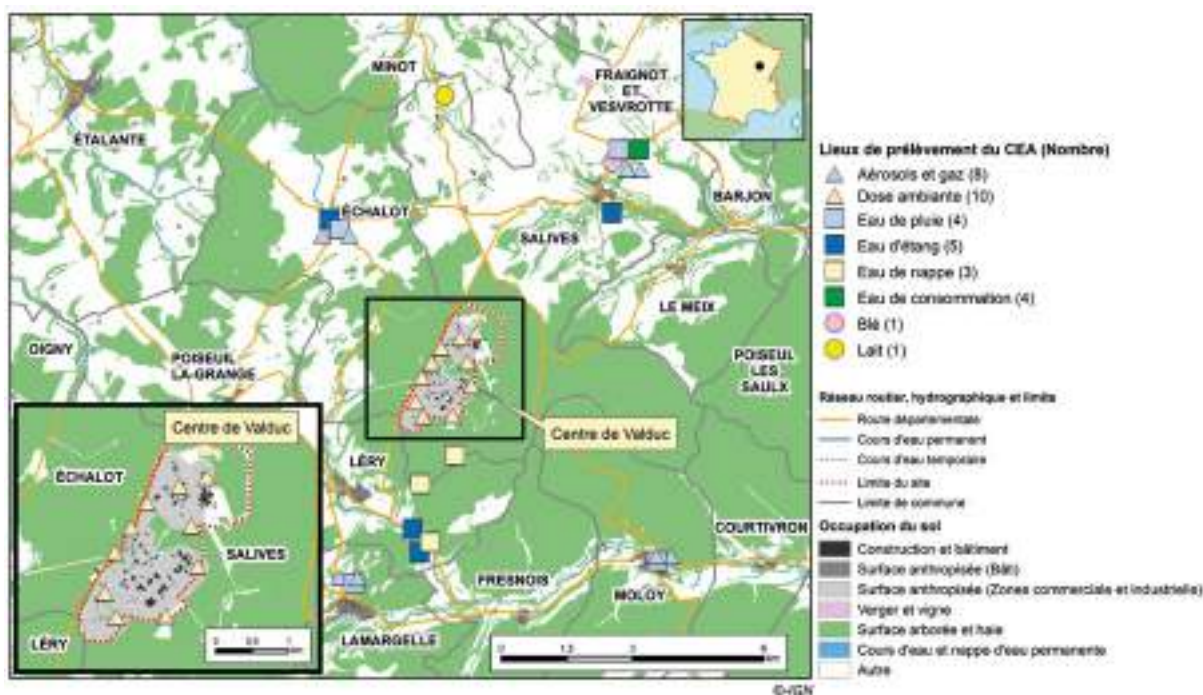 MINOT
FRAIGNOT
ET
VESVROTTE
ÉTALANTE
ÉCHALOT
BARJON
SALIVES
LE MEIX
OIGNY
POISEUL
LA-GRANGE
POISEUL
LES
SAULX
Centre de Valduc
Centre de Valduc
ÉCHALOT
LÉRY
SALIVES
COURTIVRON
FRESNOIS
MOLOY
LÉRY
LAMARGELLE
©-IGN
Lieux de prélèvement du CEA (Nombre)
Aérosols et gaz (8)
Dose ambiante (10)
Eau de pluie (4)
Eau d'étang (5)
Eau de nappe (3)
Eau de consommation (4)
Blé (1)
Lait (1)
Réseau routier, hydrographique et limite
Route départementale
Cours d'eau permanent
Cours d'eau temporaire
Limite du site
Limite de commune
Occupation du sol
Construction et bâtiment
Surface anthropisée (Bâti)
Surface anthropisée (Zones commerciale et industrielle)
Verger et vigne
Surface arborée et haie
Cours d'eau et nappe d'eau permanente
Autre